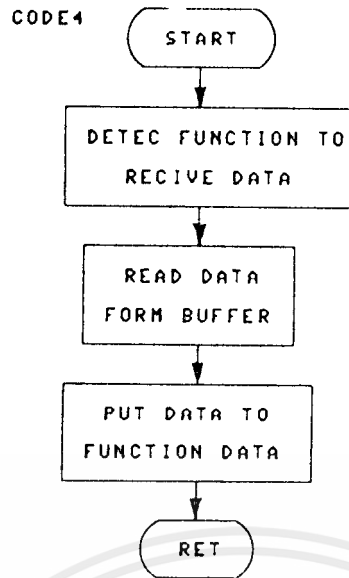 CODE4
START
DETEC FUNCTION TO
RECIVE DATA
READ DATA
FORM BUFFER
PUT DATA TO
FUNCTION DATA
RET